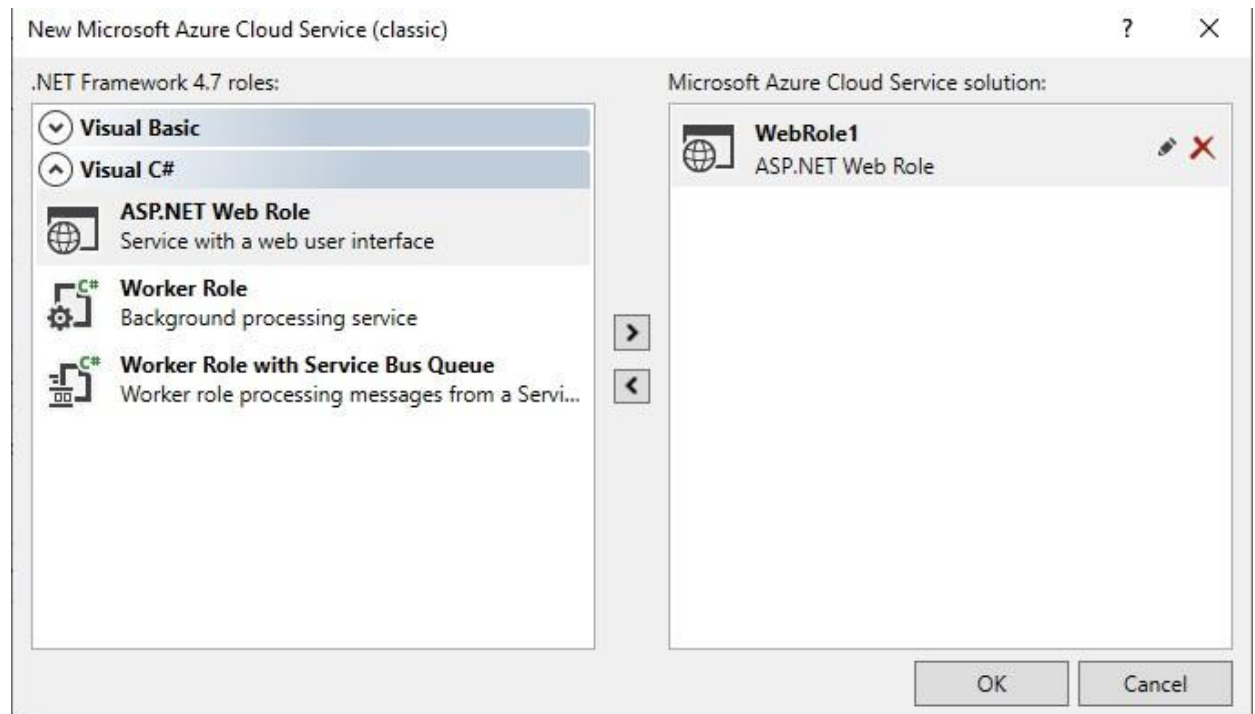 New Microsoft Azure Cloud Service (classic)
?
.NET Framework 4.7 roles:
Visual Basic
Visual C#
ASP.NET Web Role
Service with a web user interface
C#
Worker Role
Background processing service
C#
Worker Role with Service Bus Queue
Worker role processing messages from a Servi...
>
<
Microsoft Azure Cloud Service solution:
WebRole1
ASP.NET Web Role
OK
Cancel